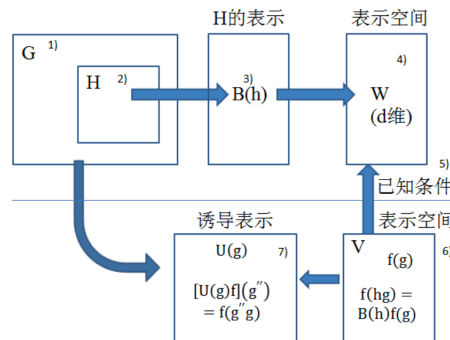 H的表示
表示空间
G 1)
H 2)
3)
B(h)
4)
W
(d维)
5)
已知条件
诱导表示
表示空间
U(g) 7)
[U(g)f](g″)
= f(g″g)
V 6)
f(g)
f(hg) =
B(h)f(g)